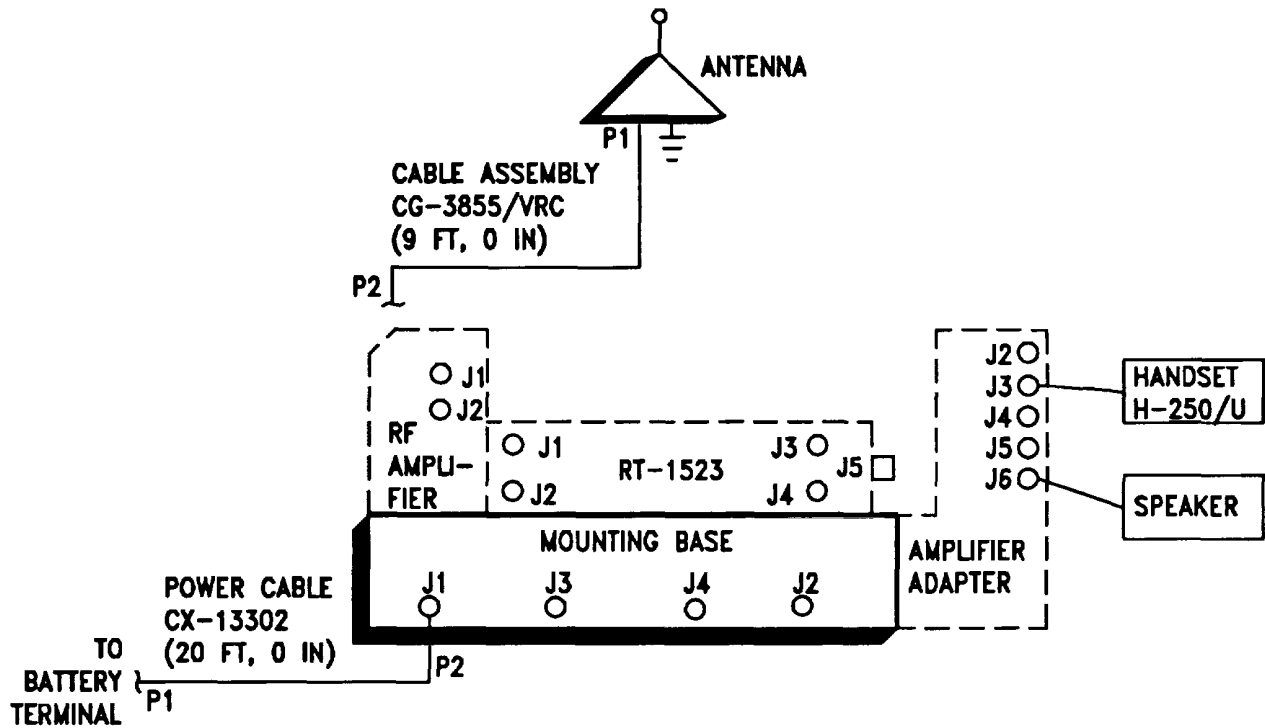 ANTENNA
P1
CABLE ASSEMBLY
CG-3855/VRC
(9 FT, 0 IN)
P2
J1
J2
RF
AMPLI-
FIER
J1
J2
RT-1523
J3
J4
J5
J2
J3
J4
J5
J6
HANDSET
H-250/U
SPEAKER
MOUNTING BASE
J1
J3
J4
J2
AMPLIFIER
ADAPTER
POWER CABLE
CX-13302
(20 FT, 0 IN)
P2
TO
BATTERY
TERMINAL
P1